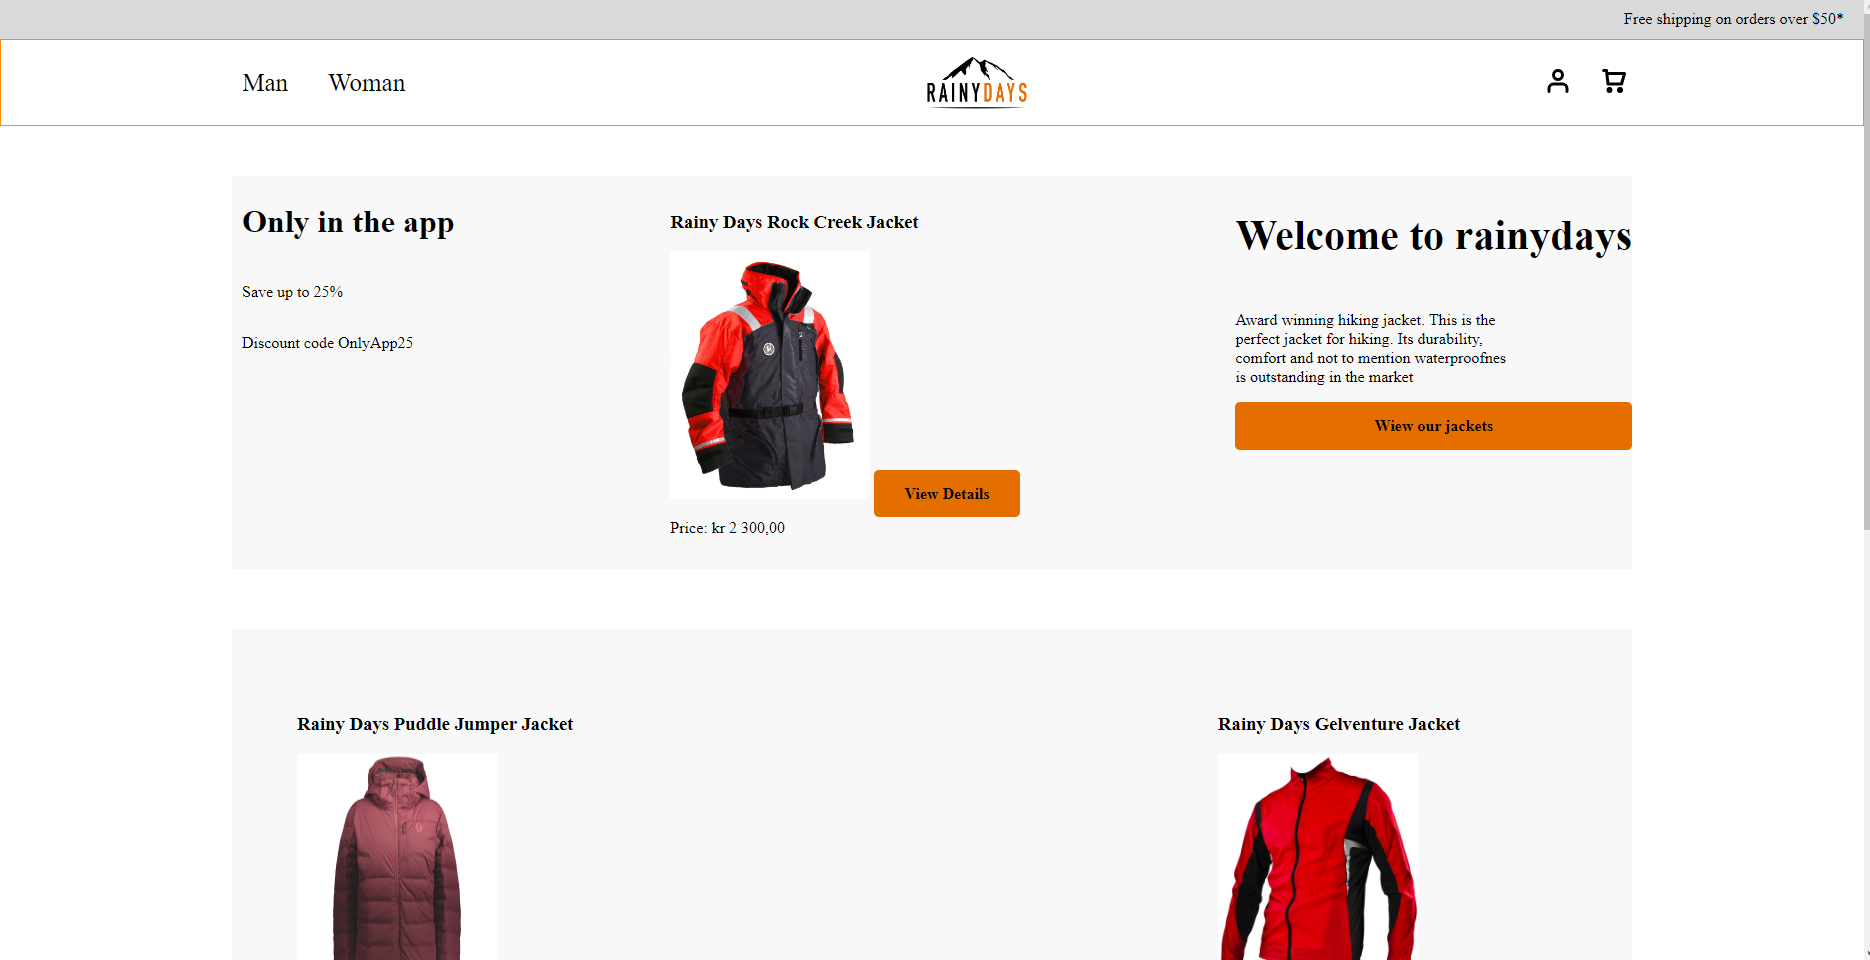 Free shipping on orders over $50*
Man
Woman
RAINYDAYS
Only in the app
Save up to 25%
Discount code OnlyApp25
Rainy Days Rock Creek Jacket
View Details
Price: kr 2 300,00
Welcome to rainydays
Award winning hiking jacket. This is the
perfect jacket for hiking. Its durability,
comfort and not to mention waterproofnes
is outstanding in the market
Wiew our jackets
Rainy Days Puddle Jumper Jacket
Rainy Days Gelventure Jacket